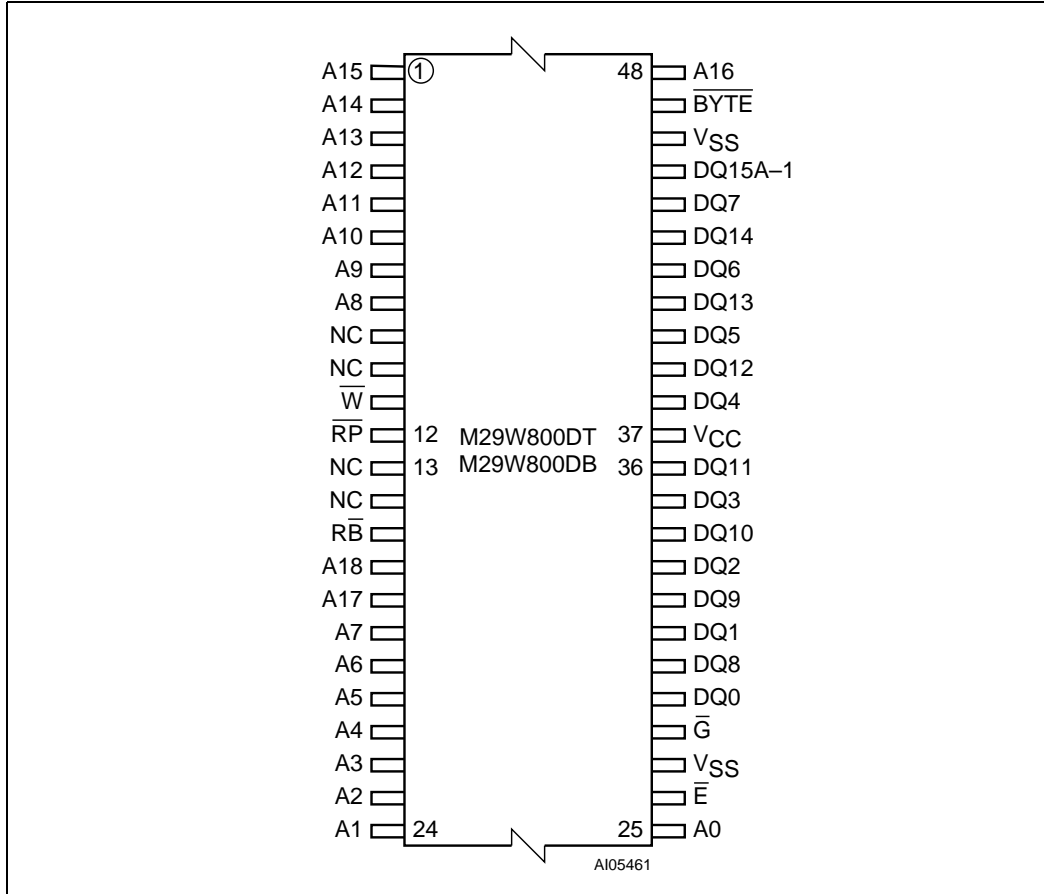 A15 ① 48 A16
A14 B̅Y̅T̅E̅
A13 VSS
A12 DQ15A–1
A11 DQ7
A10 DQ14
A9 DQ6
A8 DQ13
NC DQ5
NC DQ12
W̅ DQ4
R̅P̅ 12 M29W800DT 37 VCC
NC 13 M29W800DB 36 DQ11
NC DQ3
RB̅ DQ10
A18 DQ2
A17 DQ9
A7 DQ1
A6 DQ8
A5 DQ0
A4 G̅
A3 VSS
A2 E̅
A1 24 25 A0
AI05461